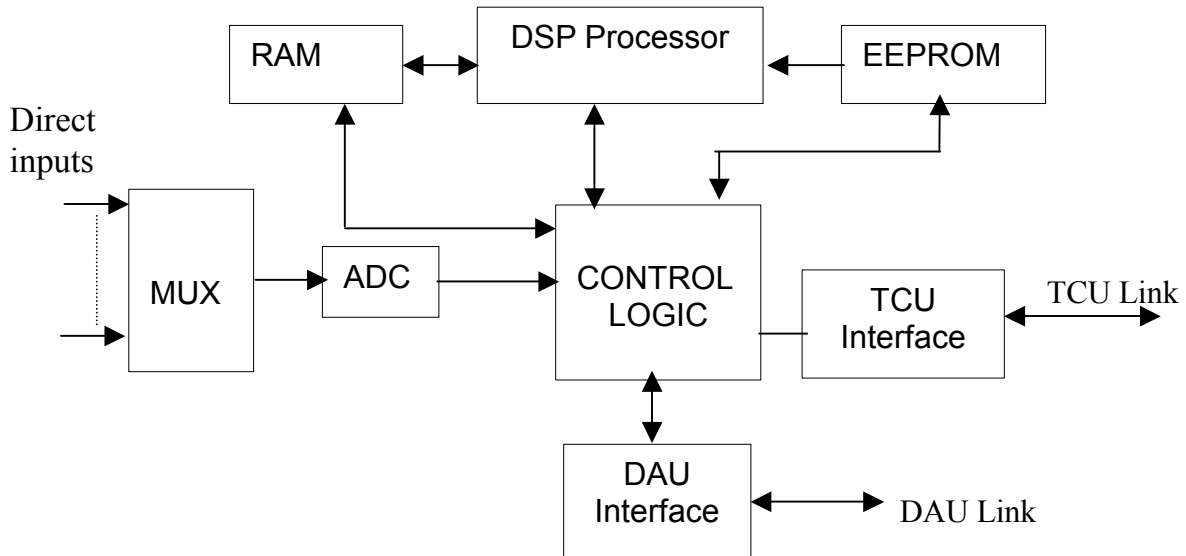 RAM
DSP Processor
EEPROM
Direct
inputs
MUX
ADC
CONTROL
LOGIC
TCU
Interface
TCU Link
DAU
Interface
DAU Link